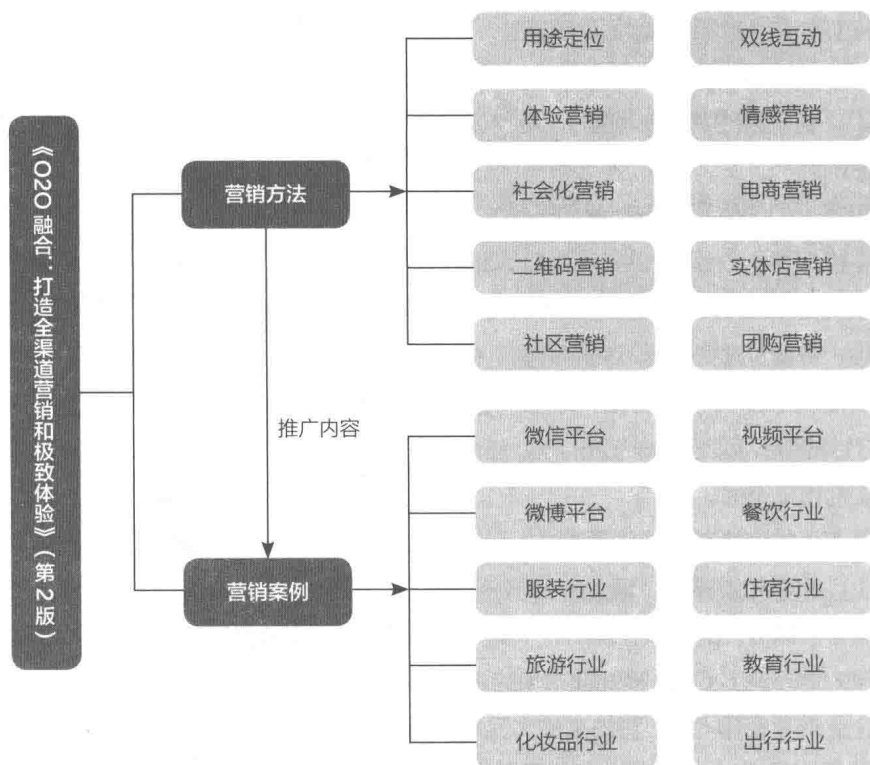 《O2O 融合：打造全渠道营销和极致体验》（第 2 版）
营销方法
用途定位
双线互动
体验营销
情感营销
社会化营销
电商营销
二维码营销
实体店营销
社区营销
团购营销
推广内容
营销案例
微信平台
视频平台
微博平台
餐饮行业
服装行业
住宿行业
旅游行业
教育行业
化妆品行业
出行行业